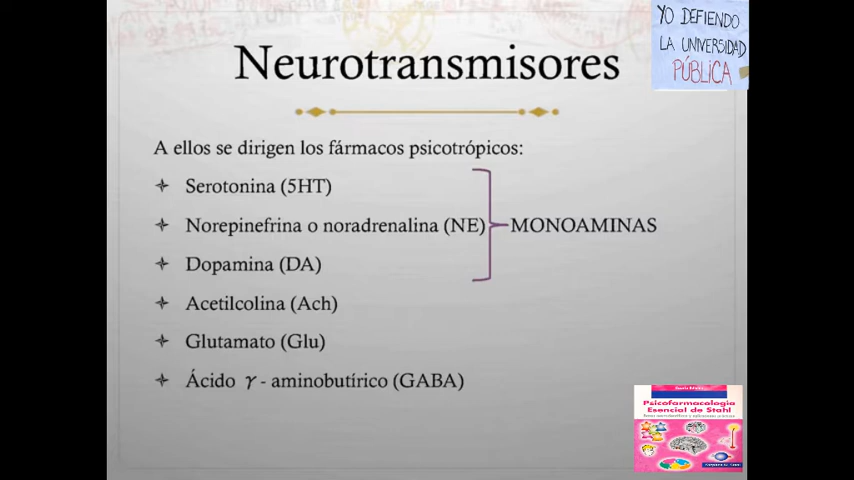 YO DEFIENDO
LA UNIVERSIDAD
PÚBLICA
Neurotransmisores
A ellos se dirigen los fármacos psicotrópicos:
Serotonina (5HT)
Norepinefrina o noradrenalina (NE)
MONOAMINAS
Dopamina (DA)
Acetilcolina (Ach)
Glutamato (Glu)
Ácido γ - aminobutírico (GABA)
Psicofarmacología
Esencial de Stahl